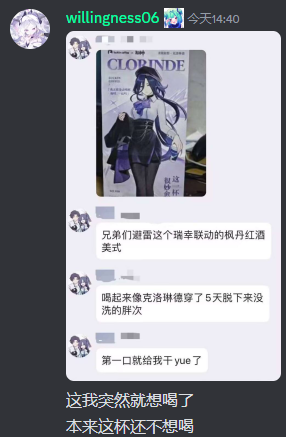 willingness06 今天14:40
CLORINDE
这一杯
兄弟们避雷这个瑞幸联动的枫丹红酒
美式
喝起来像克洛琳德穿了5天脱下来没
洗的胖次
第一口就给我干yue了
这我突然就想喝了
本来这杯还不想喝